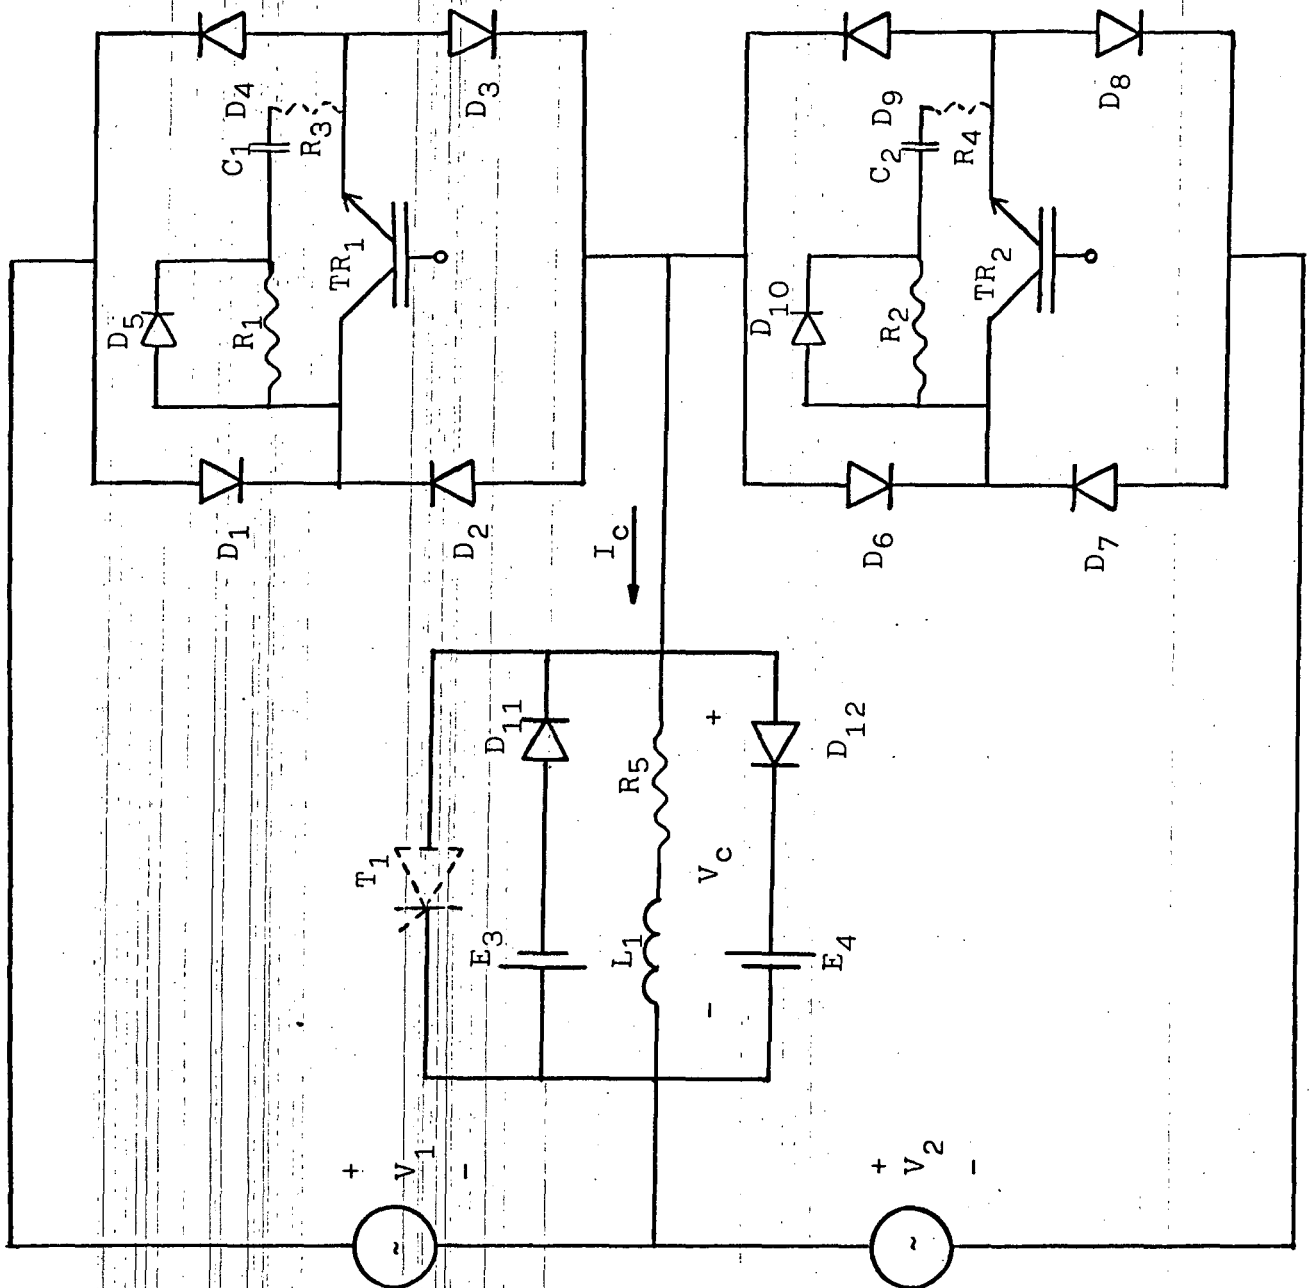 D4
D3
C1
R3
D5
R1
TR1
D1
D2
D9
D8
C2
R4
D10
R2
TR2
D6
D7
Ic
T1
D11
E3
+
R5
L1
Vc
-
D12
E4
+
V1
-
~
+
V2
-
~